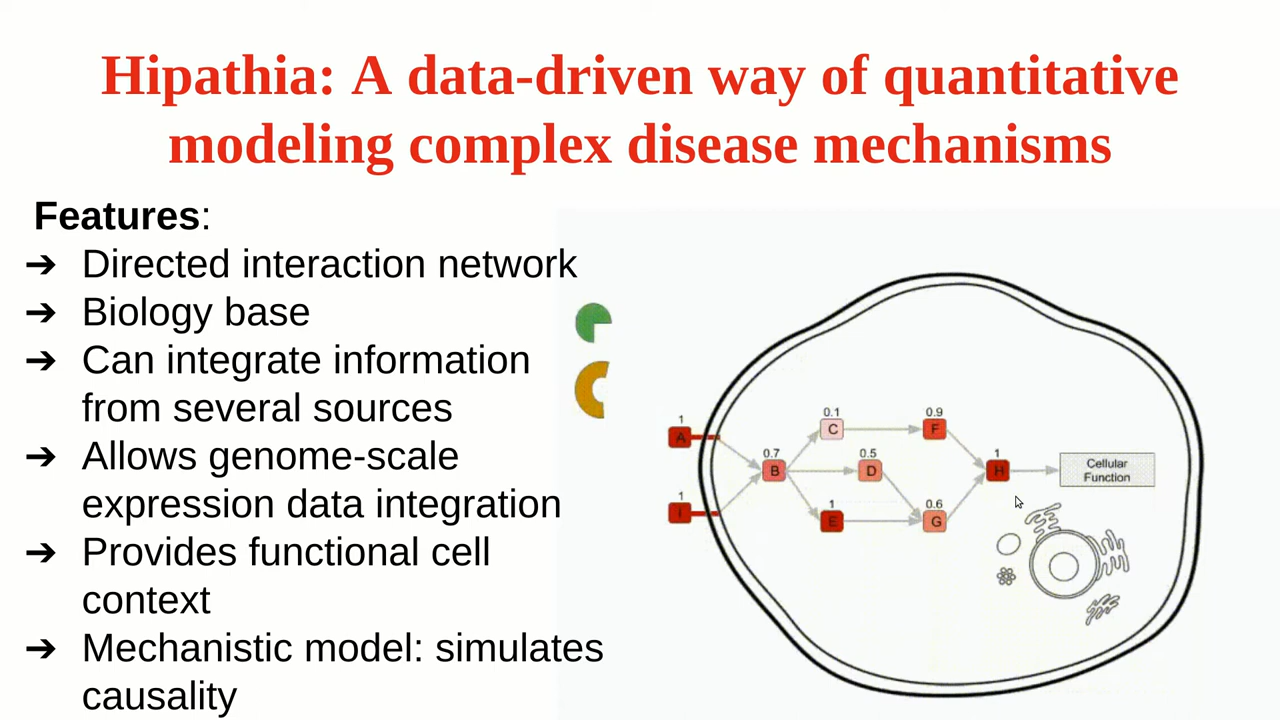 Hipathia: A data-driven way of quantitative
modeling complex disease mechanisms
Features:
➔ Directed interaction network
➔ Biology base
➔ Can integrate information
from several sources
➔ Allows genome-scale
expression data integration
➔ Provides functional cell
context
➔ Mechanistic model: simulates
causality
1
A
1
I
0.7
B
0.1
C
0.5
D
1
E
0.9
F
0.6
G
1
H
Cellular
Function